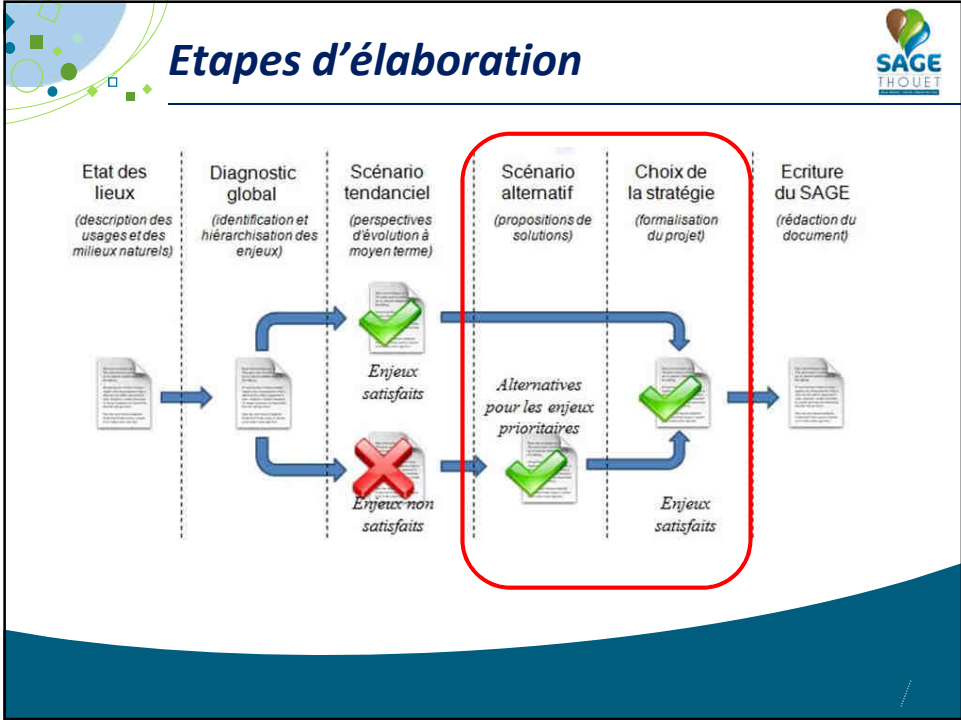 Etapes d'élaboration
SAGE
THOUET
Etat des
lieux
(description des
usages et des
milieux naturels)
Diagnostic
global
(identification et
hiérarchisation des
enjeux)
Scénario
tendanciel
(perspectives
d'évolution à
moyen terme)
Scénario
alternatif
(propositions de
solutions)
Choix de
la stratégie
(formalisation
du projet)
Ecriture
du SAGE
(rédaction du
document)
Enjeux
satisfaits
Alternatives
pour les enjeux
prioritaires
Enjeux non
satisfaits
Enjeux
satisfaits